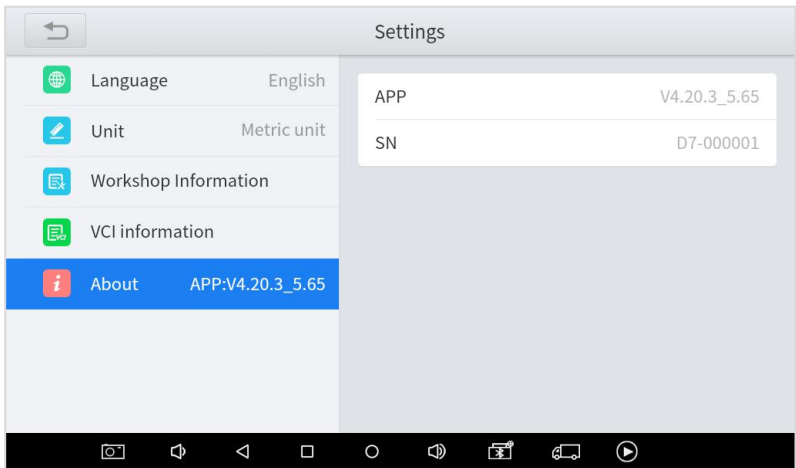 Settings
Language English
Unit Metric unit
Workshop Information
VCI information
About APP:V4.20.3_5.65
APP V4.20.3_5.65
SN D7-000001